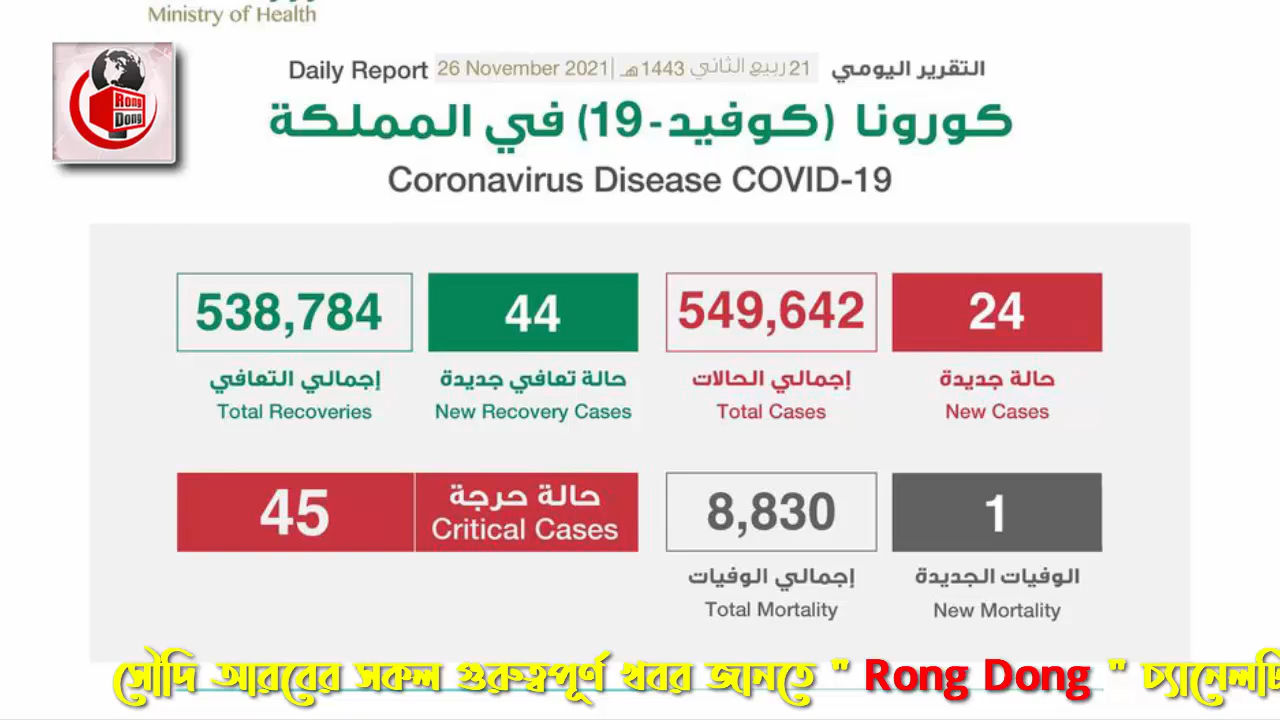 Ministry of Health
Rong
Dong
Daily Report 26 November 2021| 21 ربيع الثاني 1443هـ التقرير اليومي
كورونا (كوفيد-19) في المملكة
Coronavirus Disease COVID-19
538,784 44 549,642 24
إجمالي التعافي حالة تعافي جديدة إجمالي الحالات حالة جديدة
Total Recoveries New Recovery Cases Total Cases New Cases
45 حالة حرجة 8,830 1
Critical Cases
إجمالي الوفيات الوفيات الجديدة
Total Mortality New Mortality
সৌদি আরবের সকল গুরুত্বপূর্ণ খবর জানতে " Rong Dong " চ্যানেলটি